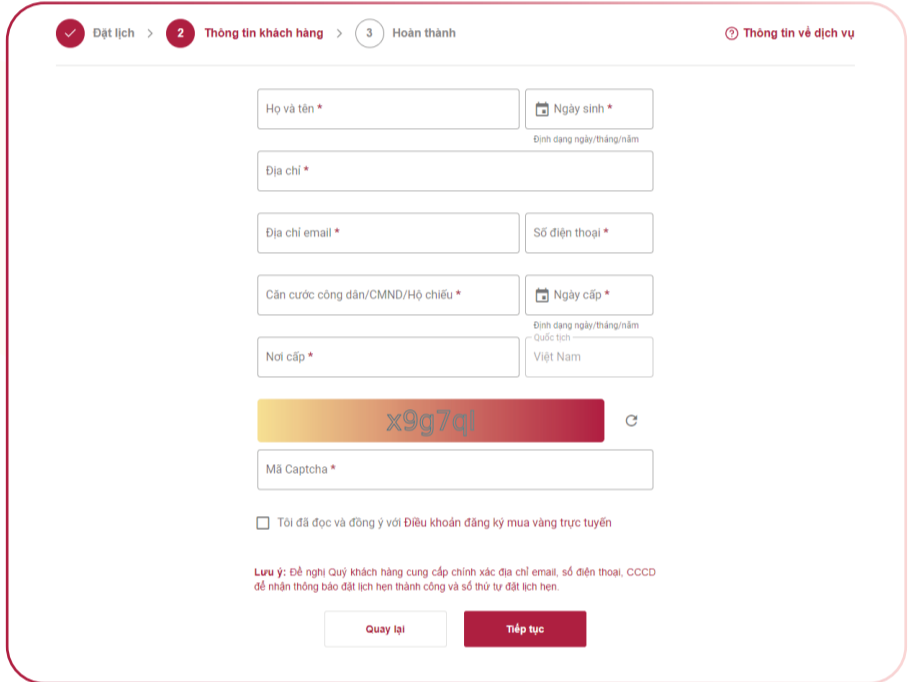 Đặt lịch
2 Thông tin khách hàng
3 Hoàn thành
Thông tin về dịch vụ
Họ và tên *
Ngày sinh *
Định dạng ngày/tháng/năm
Địa chỉ *
Địa chỉ email *
Số điện thoại *
Căn cước công dân/CMND/Hộ chiếu *
Ngày cấp *
Định dạng ngày/tháng/năm
Nơi cấp *
Quốc tịch
Việt Nam
Mã Captcha *
Tôi đã đọc và đồng ý với Điều khoản đăng ký mua vàng trực tuyến
Lưu ý: Đề nghị Quý khách hàng cung cấp chính xác địa chỉ email, số điện thoại, CCCD
để nhận thông báo đặt lịch hẹn thành công và số thứ tự đặt lịch hẹn.
Quay lại
Tiếp tục